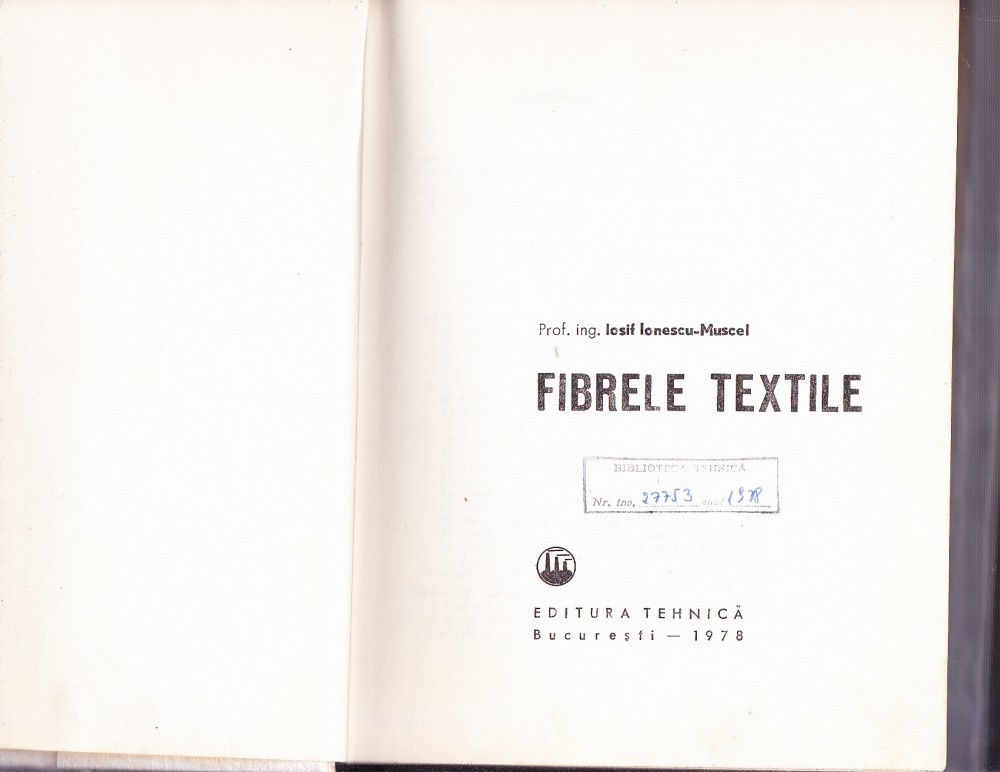 Prof. ing. Iosif Ionescu-Muscel
FIBRELE TEXTILE
BIBLIOTECA TEHNICĂ
Nr. inv. 27753 anul 1978
EDITURA TEHNICĂ
București — 1978